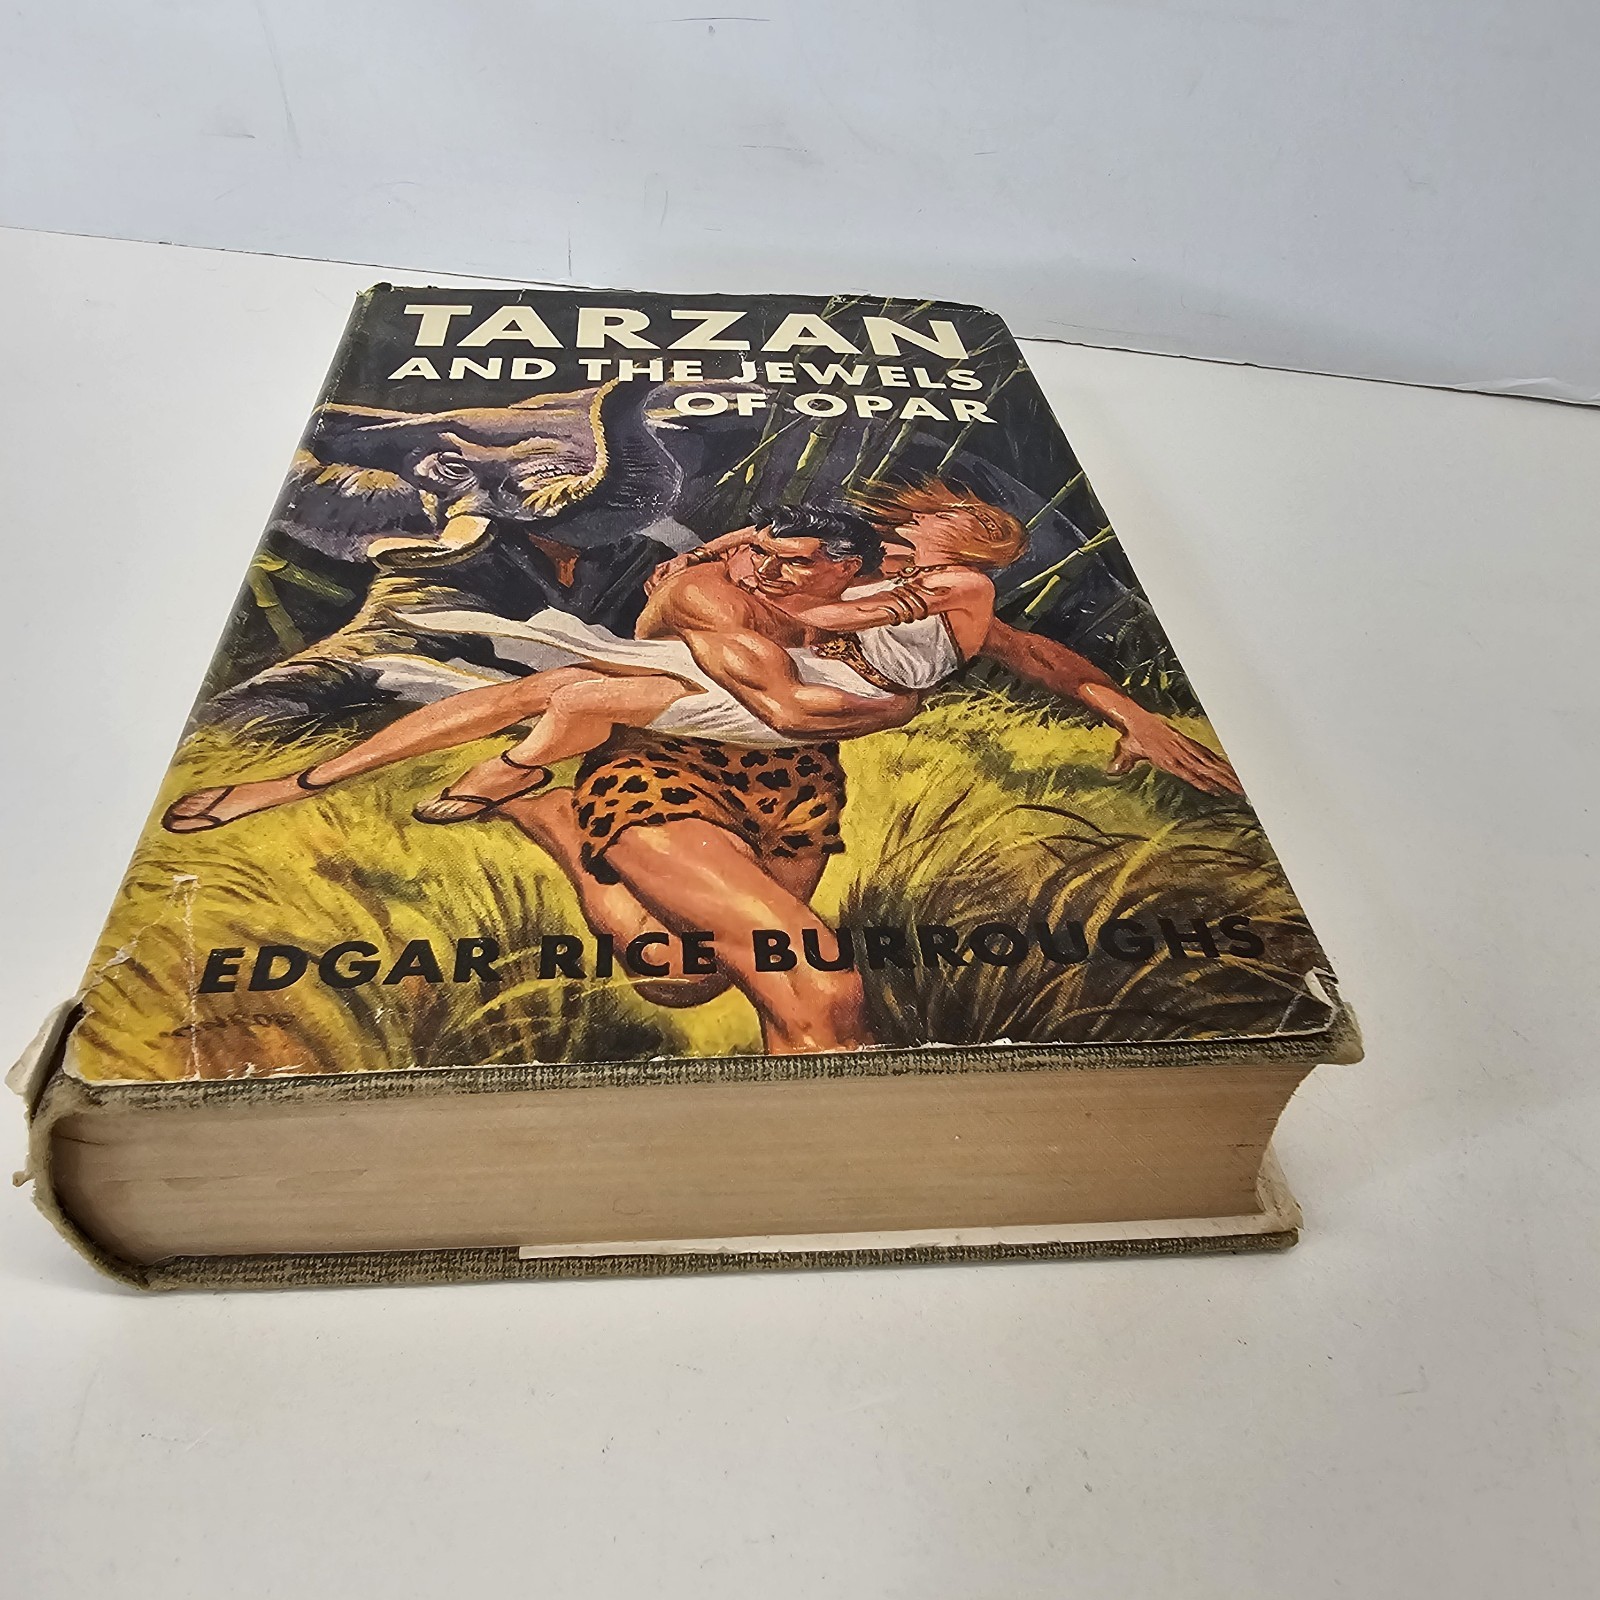 TARZAN
AND THE JEWELS
OF OPAR
EDGAR RICE BURROUGHS